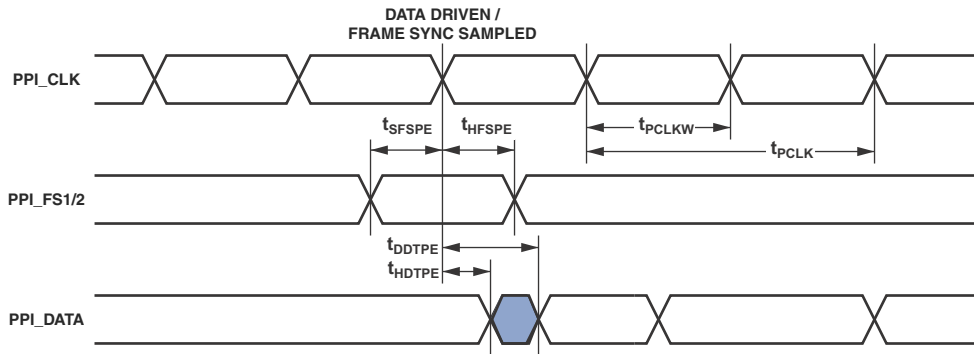 DATA DRIVEN /
FRAME SYNC SAMPLED
PPI_CLK
tSFSPE
tHFSPE
tPCLKW
tPCLK
PPI_FS1/2
tDDTPE
tHDTPE
PPI_DATA